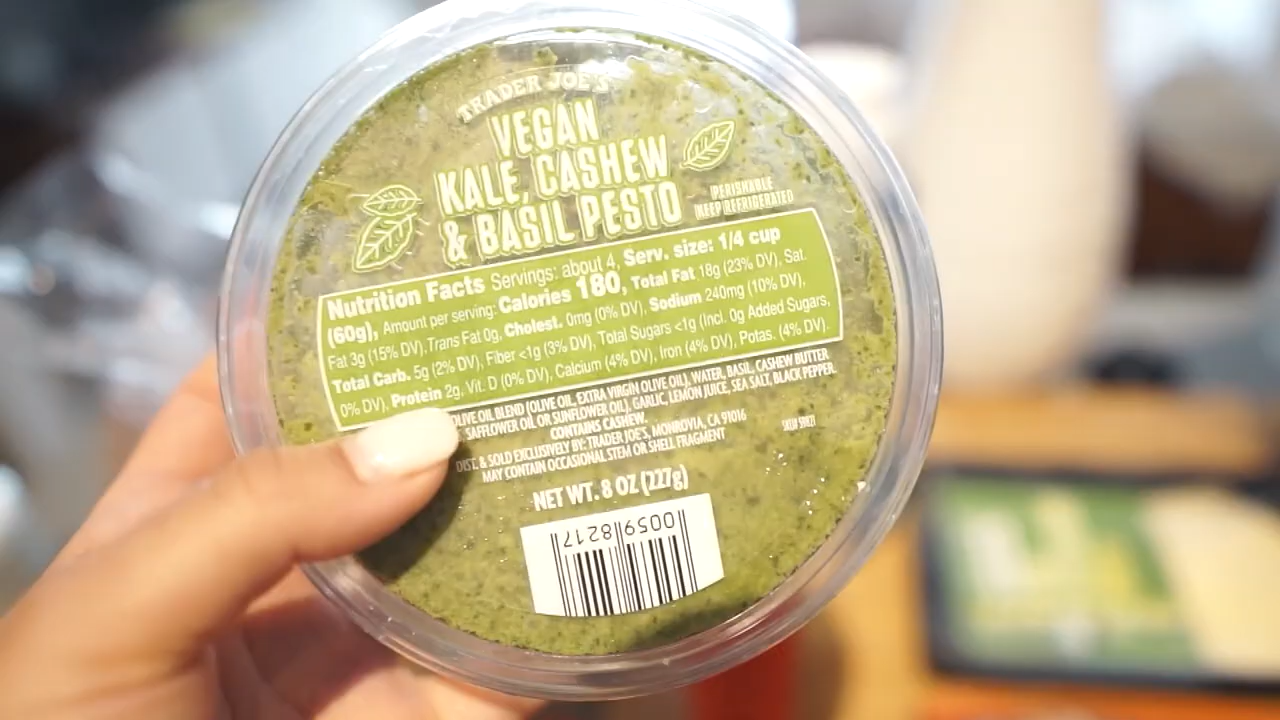 TRADER JOE'S
VEGAN
KALE, CASHEW
& BASIL PESTO
PERISHABLE
KEEP REFRIGERATED
Nutrition Facts Servings: about 4, Serv. size: 1/4 cup
(60g), Amount per serving: Calories 180, Total Fat 18g (23% DV), Sat.
Fat 3g (15% DV), Trans Fat 0g, Cholest. 0mg (0% DV), Sodium 240mg (10% DV),
Total Carb. 5g (2% DV), Fiber <1g (3% DV), Total Sugars <1g (Incl. 0g Added Sugars,
0% DV), Protein 2g, Vit. D (0% DV), Calcium (4% DV), Iron (4% DV), Potas. (4% DV).
OLIVE OIL BLEND (OLIVE OIL, EXTRA VIRGIN OLIVE OIL), WATER, BASIL, CASHEW BUTTER
SAFFLOWER OIL OR SUNFLOWER OIL), GARLIC, LEMON JUICE, SEA SALT, BLACK PEPPER.
CONTAINS CASHEW.
DIST. & SOLD EXCLUSIVELY BY: TRADER JOE'S, MONROVIA, CA 91016
MAY CONTAIN OCCASIONAL STEM OR SHELL FRAGMENT
SKU#
NET WT. 8 OZ (227g)
0059 8217